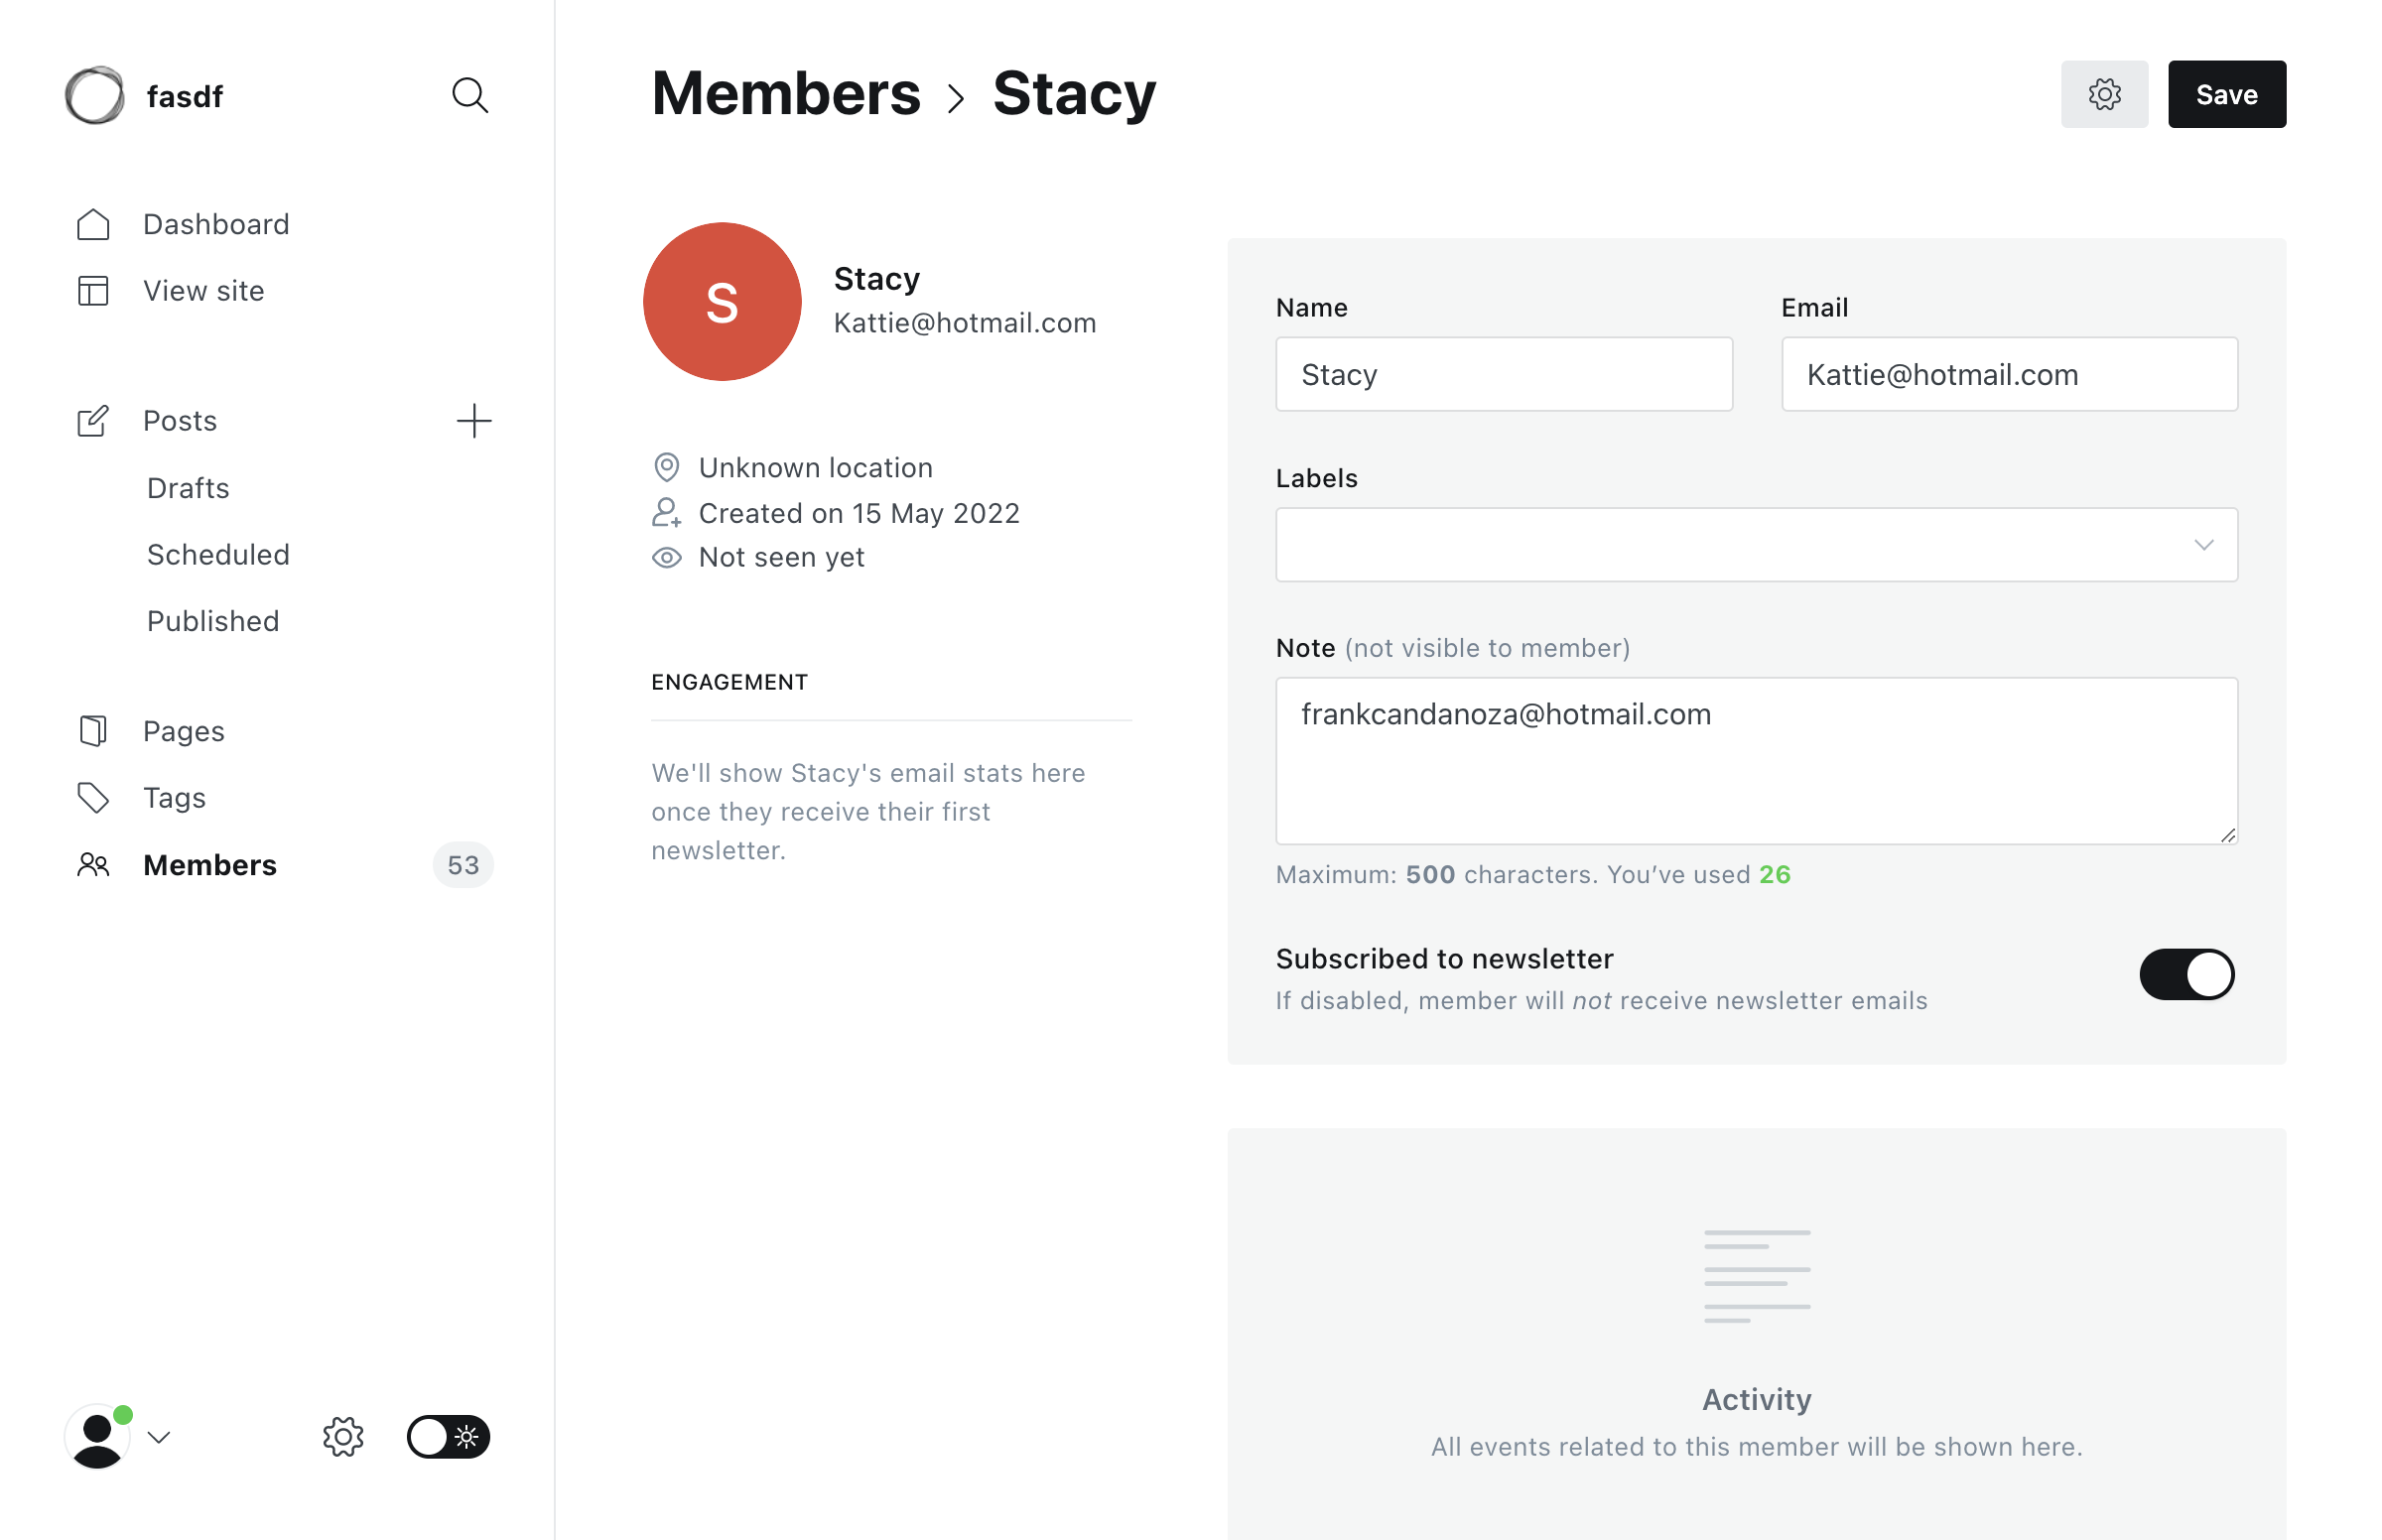 fasdf
Dashboard
View site
Posts
Drafts
Scheduled
Published
Pages
Tags
Members 53
Members > Stacy
Save
S
Stacy
Kattie@hotmail.com
Unknown location
Created on 15 May 2022
Not seen yet
ENGAGEMENT
We'll show Stacy's email stats here
once they receive their first
newsletter.
Name Email
Stacy Kattie@hotmail.com
Labels
Note (not visible to member)
frankcandanoza@hotmail.com
Maximum: 500 characters. You’ve used 26
Subscribed to newsletter
If disabled, member will not receive newsletter emails
Activity
All events related to this member will be shown here.